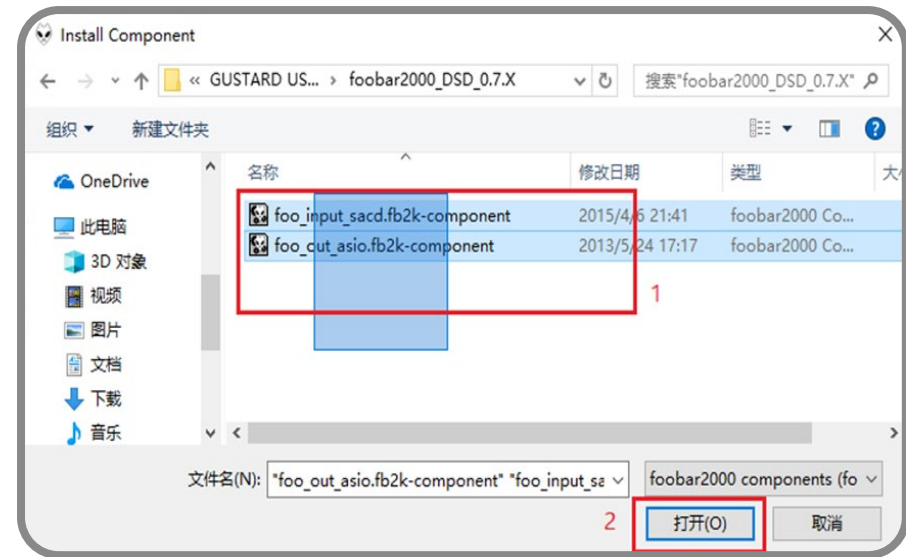 Install Component
« GUSTARD US... › foobar2000_DSD_0.7.X
搜索"foobar2000_DSD_0.7.X"
组织 新建文件夹
名称 修改日期 类型
OneDrive
此电脑
3D 对象
视频
图片
文档
下载
音乐
foo_input_sacd.fb2k-component 2015/4/6 21:41 foobar2000 Co...
foo_out_asio.fb2k-component 2013/5/24 17:17 foobar2000 Co...
1
文件名(N): "foo_out_asio.fb2k-component" "foo_input_sa
foobar2000 components (fo
2
打开(O) 取消